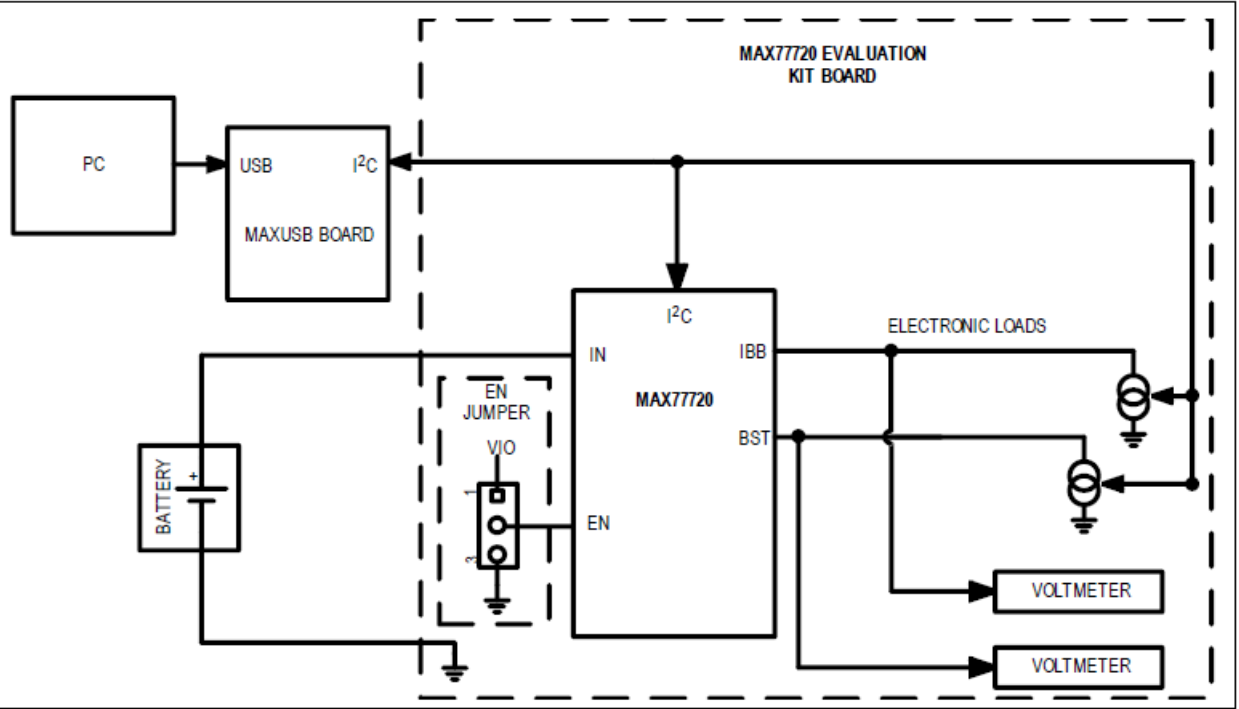 MAX77720 EVALUATION
KIT BOARD
PC
USB
I²C
MAXUSB BOARD
I²C
IN
IBB
ELECTRONIC LOADS
EN
JUMPER
MAX77720
BST
VIO
BATTERY
+
1
EN
3
VOLTMETER
VOLTMETER